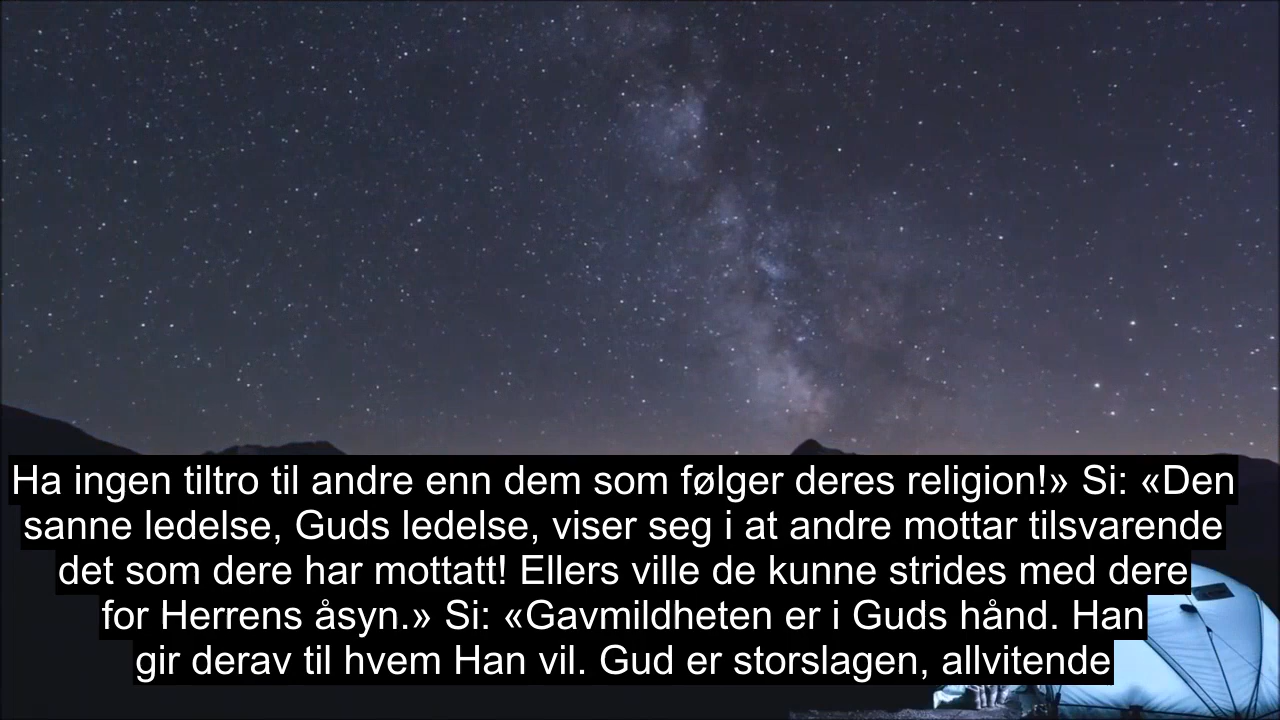 Ha ingen tiltro til andre enn dem som følger deres religion!» Si: «Den
sanne ledelse, Guds ledelse, viser seg i at andre mottar tilsvarende
det som dere har mottatt! Ellers ville de kunne strides med dere
for Herrens åsyn.» Si: «Gavmildheten er i Guds hånd. Han
gir derav til hvem Han vil. Gud er storslagen, allvitende